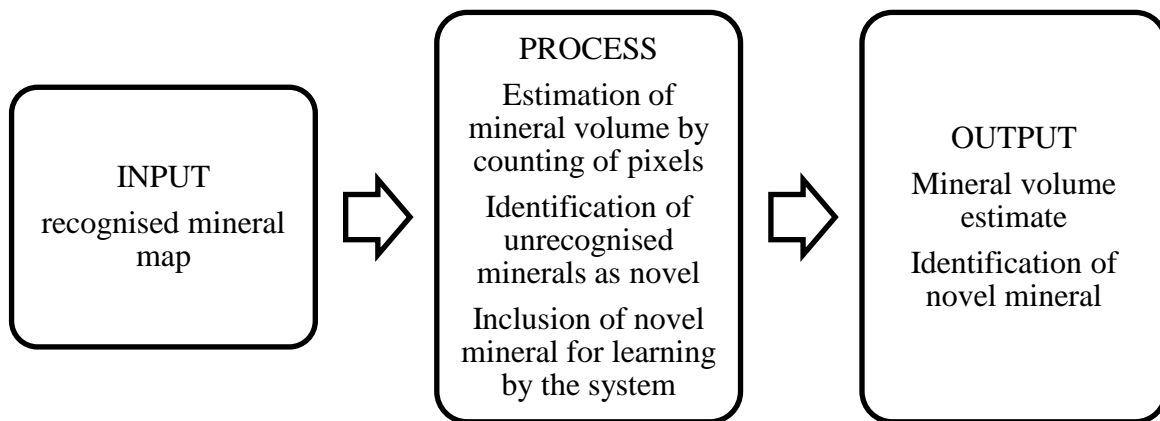 INPUT
recognised mineral
map
PROCESS
Estimation of
mineral volume by
counting of pixels
Identification of
unrecognised
minerals as novel
Inclusion of novel
mineral for learning
by the system
OUTPUT
Mineral volume
estimate
Identification of
novel mineral